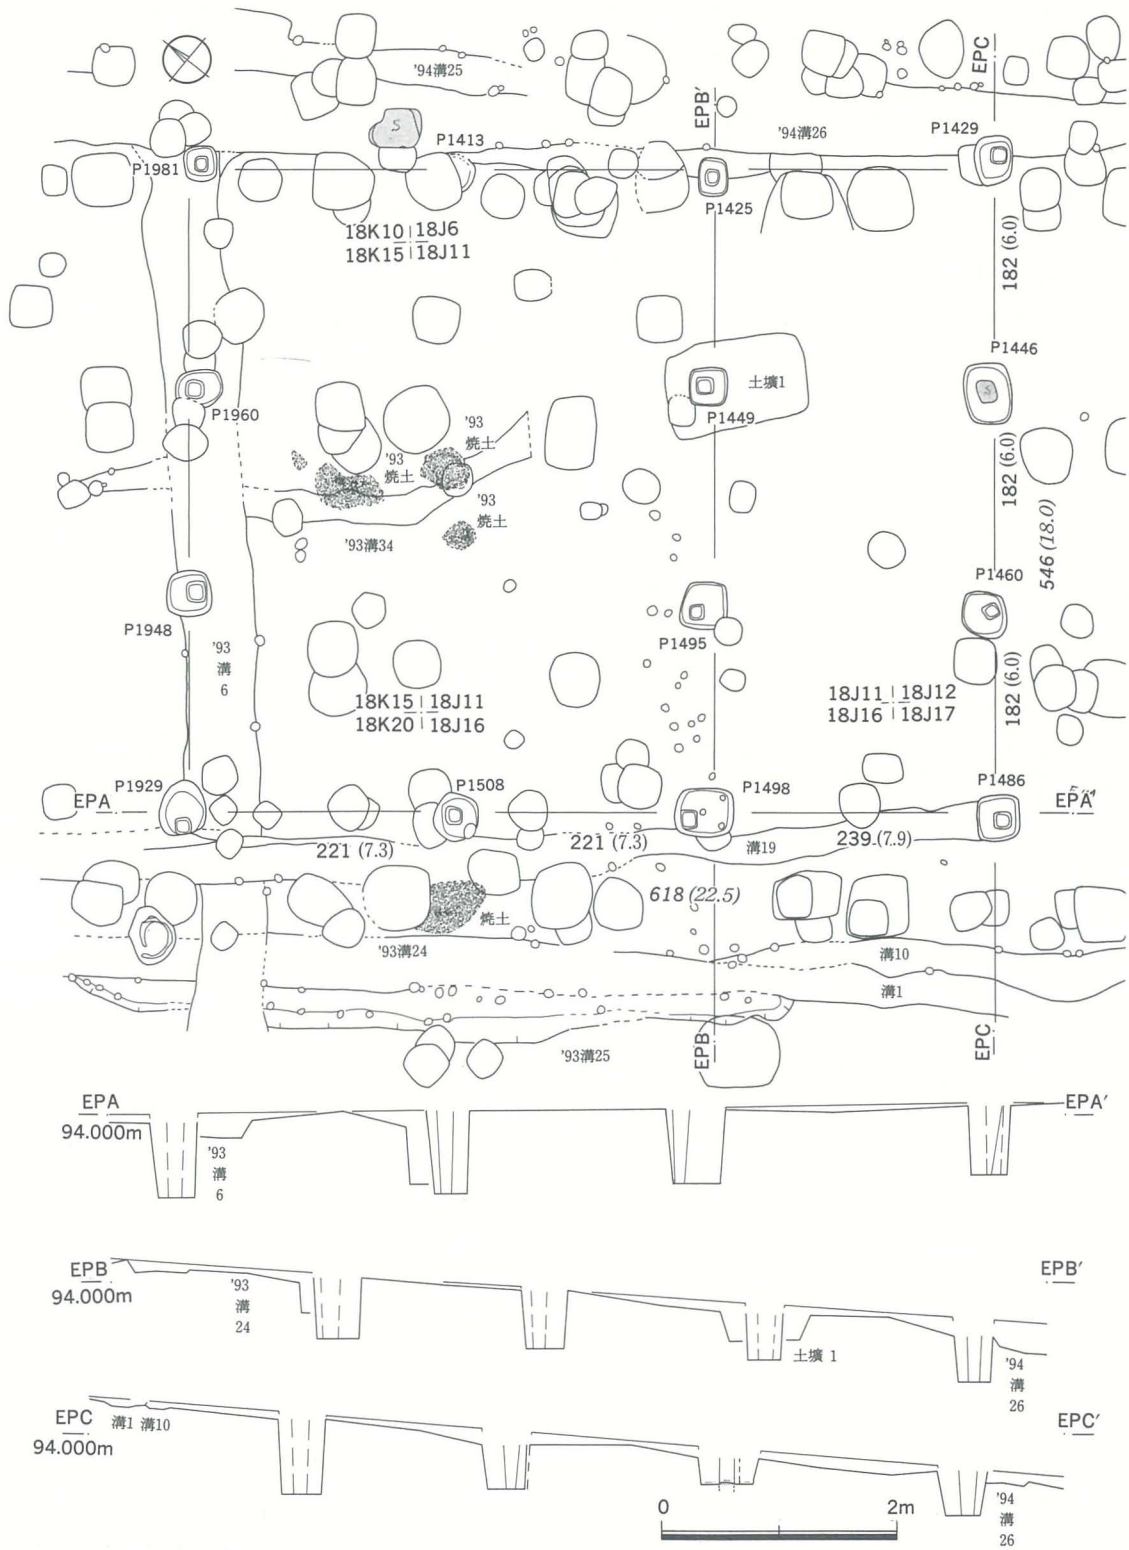 '94溝25
EPC
S
EPB'
P1413
'94溝26
P1429
P1981
P1425
18K10 18J6
18K15 18J11
182 (6.0)
P1446
S
土壙1
P1960
P1449
'93
焼土
'93
焼土
182 (6.0)
'93
焼土
'93溝34
546 (18.0)
P1460
P1948
P1495
'93
溝
6
182 (6.0)
18K15 18J11
18K20 18J16
18J11 18J12
18J16 18J17
P1929
P1508
P1498
P1486
EPA
EPA'
221 (7.3)
221 (7.3)
溝19
239 (7.9)
618 (22.5)
焼土
'93溝24
溝10
溝1
EPB
EPC
'93溝25
EPA
EPA'
94.000m
'93
溝
6
EPB
EPB'
94.000m
'93
溝
24
土壙 1
'94
溝
26
EPC
溝1 溝10
EPC'
94.000m
0
2m
'94
溝
26